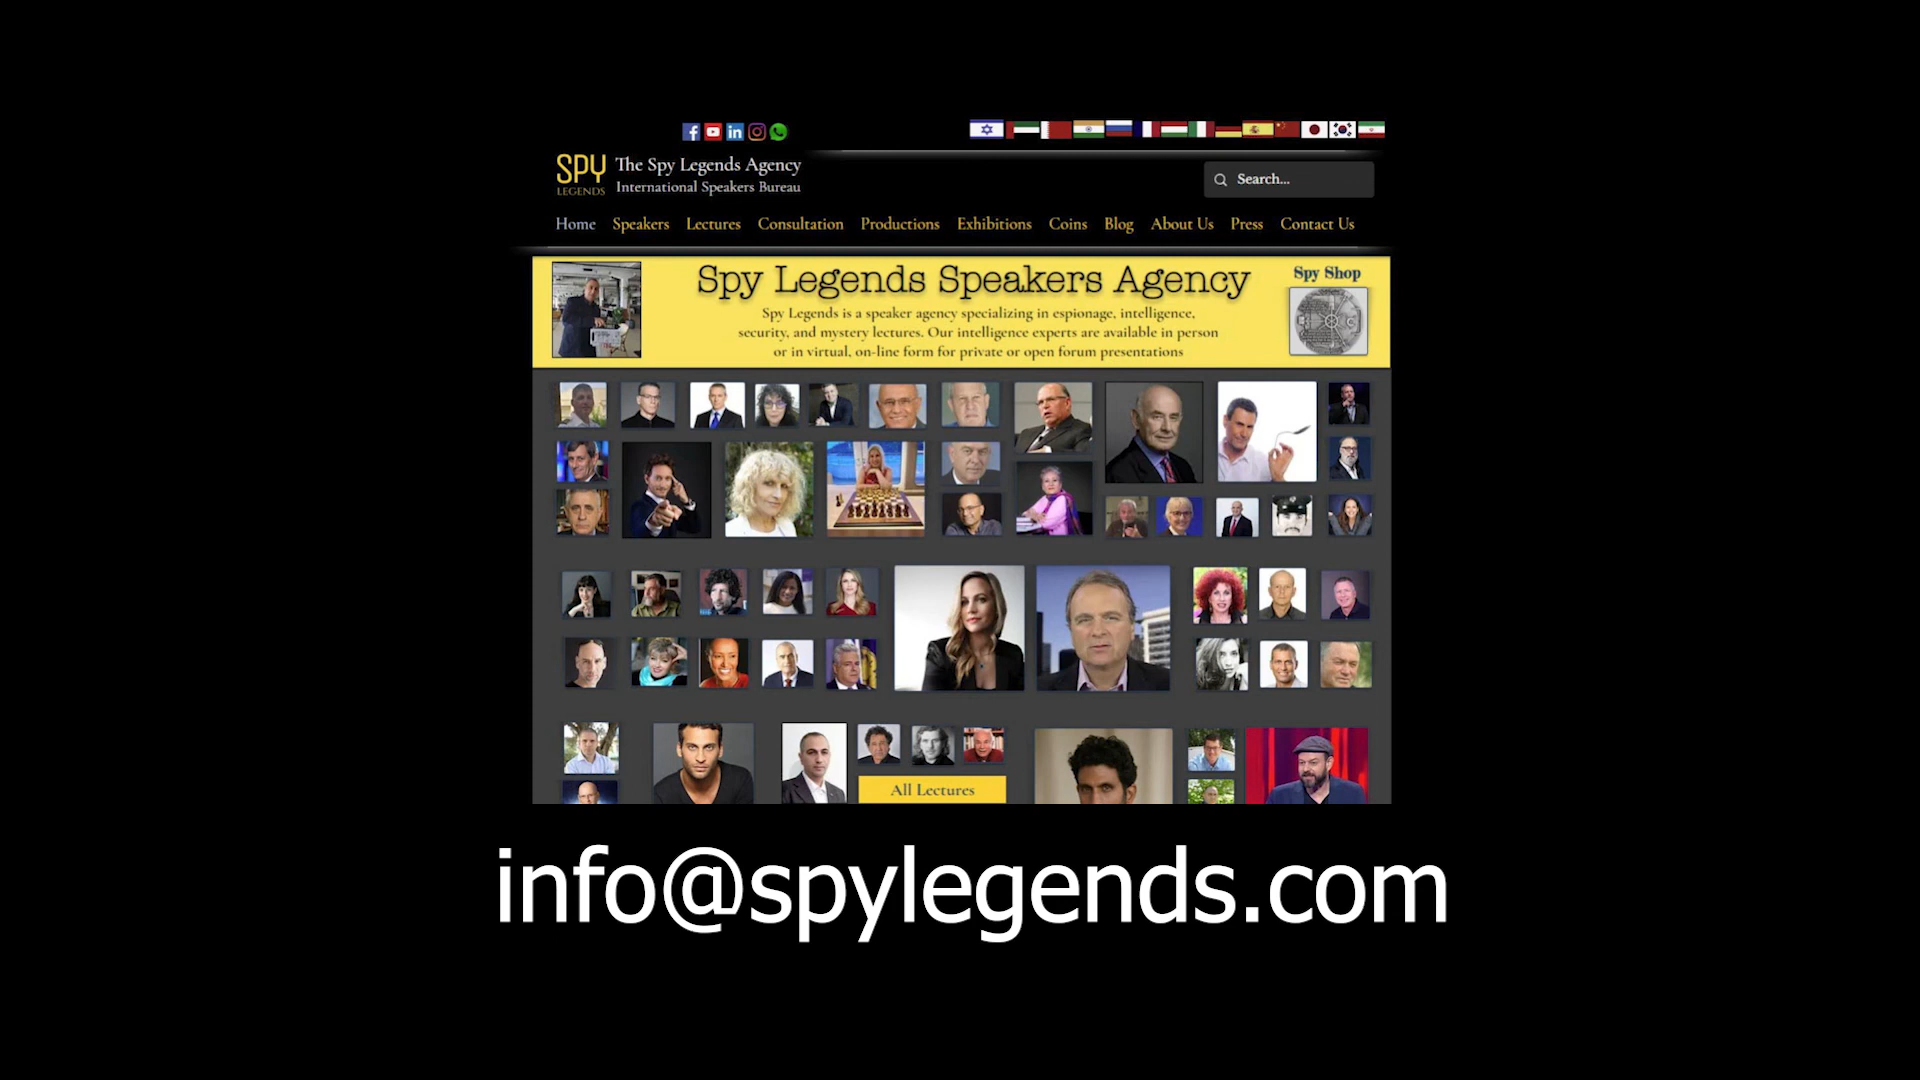 SPY
LEGENDS
The Spy Legends Agency
International Speakers Bureau
Search...
Home Speakers Lectures Consultation Productions Exhibitions Coins Blog About Us Press Contact Us
Spy Legends Speakers Agency
Spy Legends is a speaker agency specializing in espionage, intelligence,
security, and mystery lectures. Our intelligence experts are available in person
or in virtual, on-line form for private or open forum presentations
Spy Shop
All Lectures
info@spylegends.com